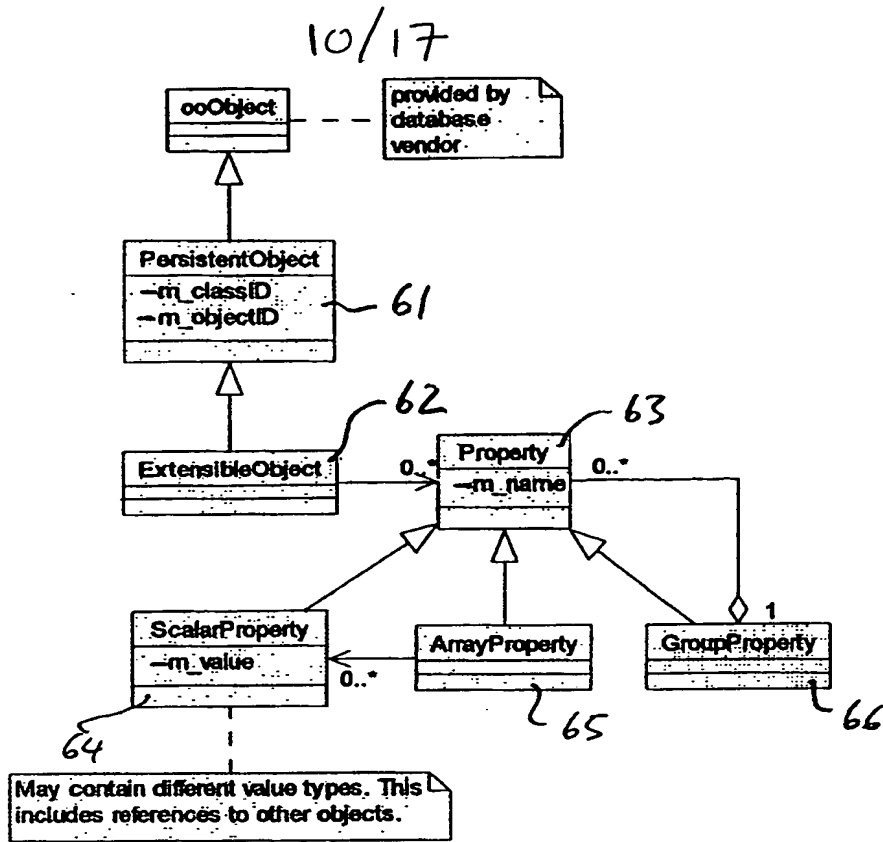 10/17
ooObject
provided by
database
vendor
PersistentObject
—m_classID
—m_objectID
61
62
63
ExtensibleObject
0..*
Property
—m_name
0..*
ScalarProperty
—m_value
0..*
ArrayProperty
1
GroupProperty
64
65
66
May contain different value types. This
includes references to other objects.